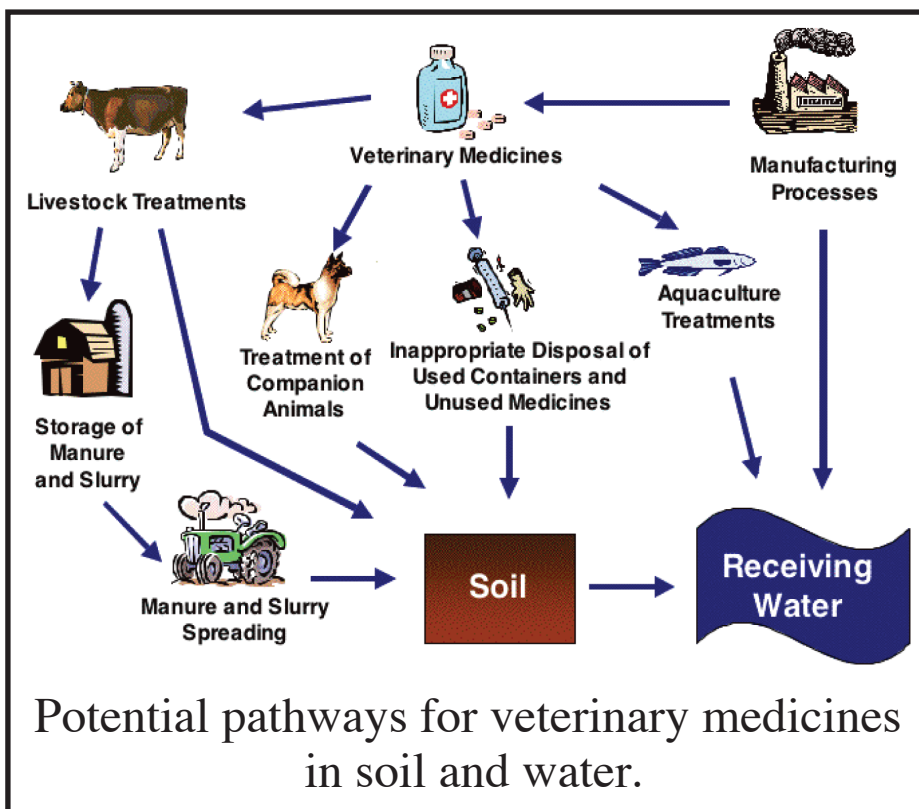 Veterinary Medicines
Manufacturing
Processes
Livestock Treatments
Aquaculture
Treatments
Treatment of
Companion
Animals
Inappropriate Disposal of
Used Containers and
Unused Medicines
Storage of
Manure
and Slurry
Manure and Slurry
Spreading
Soil
Receiving
Water
Potential pathways for veterinary medicines
in soil and water.